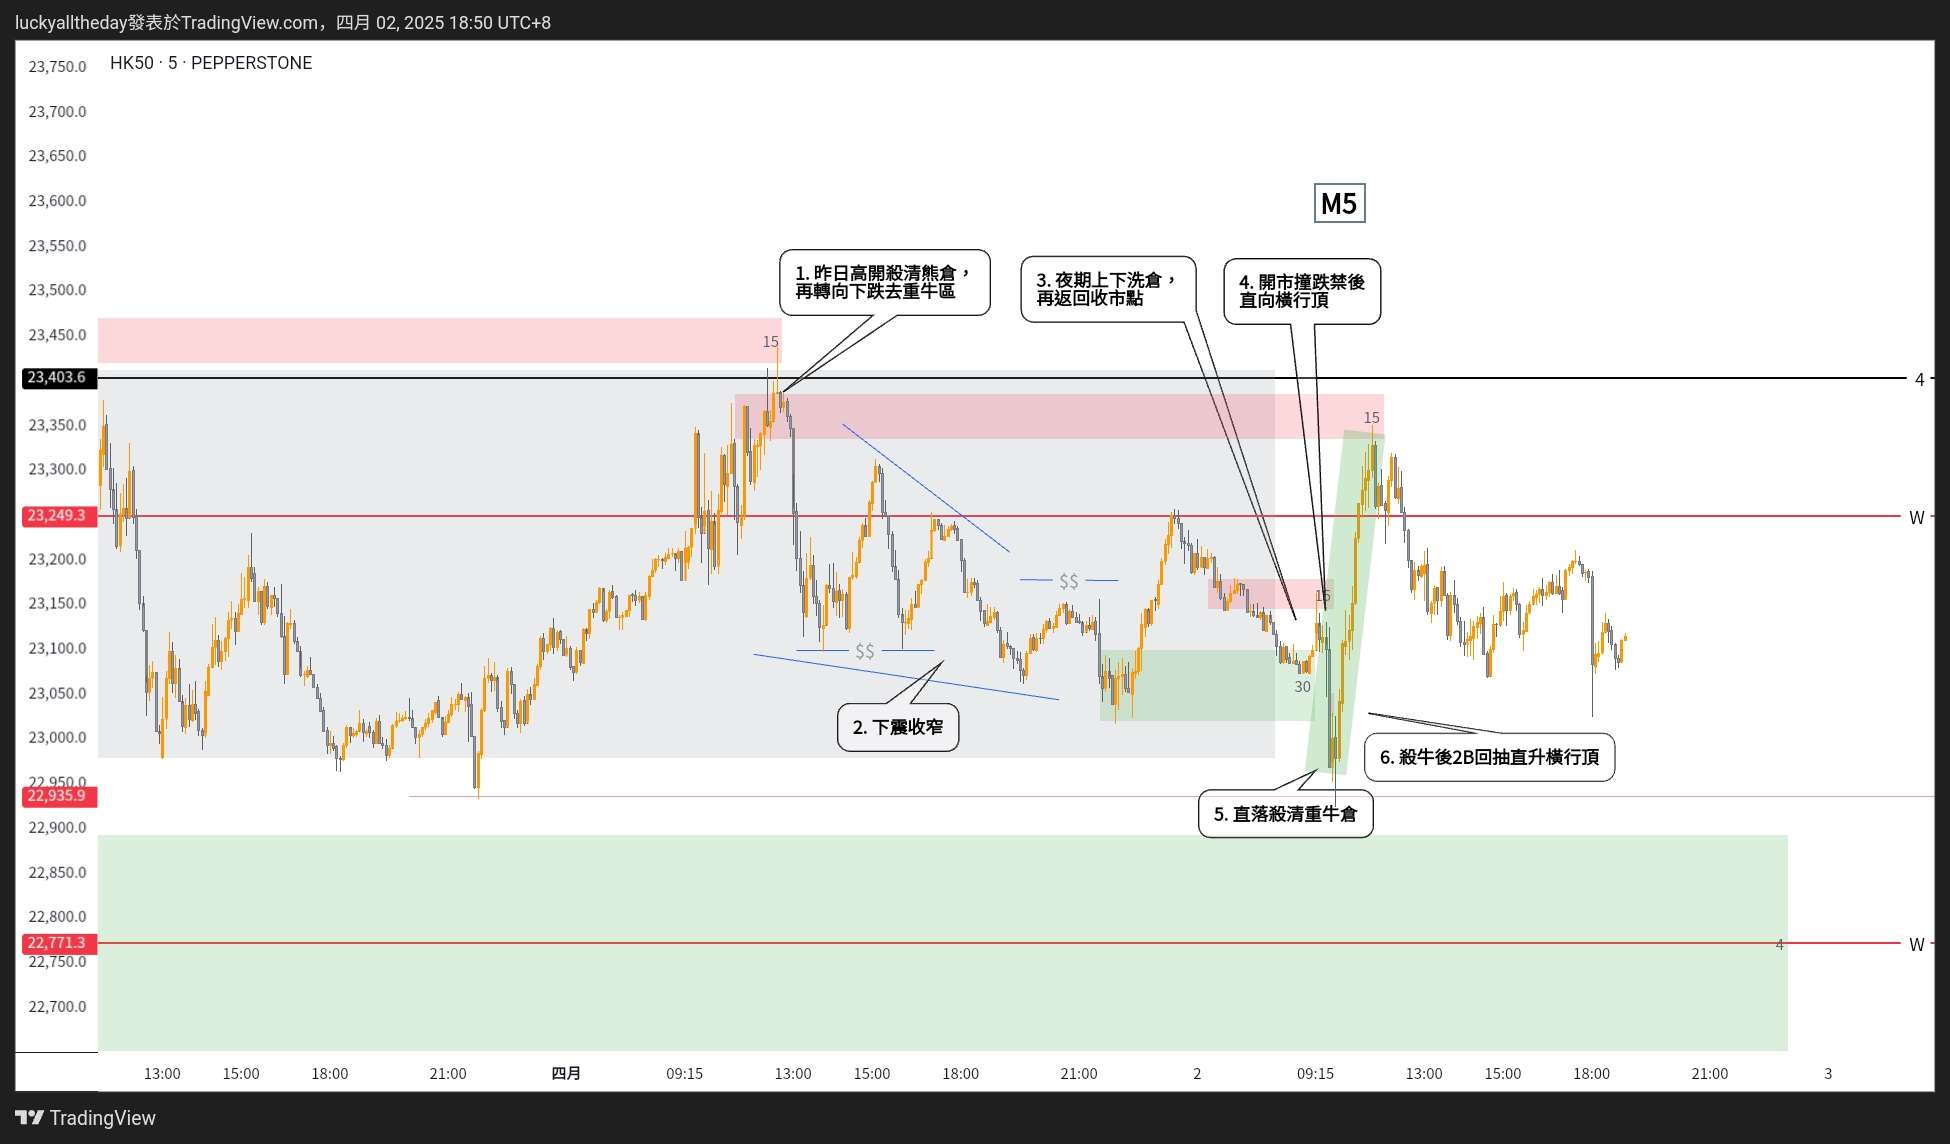 luckyalltheday發表於TradingView.com，四月 02, 2025 18:50 UTC+8
HK50 · 5 · PEPPERSTONE
23,750.0
23,700.0
23,650.0
23,600.0
23,550.0
23,500.0
23,450.0
23,403.6
23,350.0
23,300.0
23,249.3
23,200.0
23,150.0
23,100.0
23,050.0
23,000.0
22,950.0
22,935.9
22,900.0
22,850.0
22,800.0
22,771.3
22,750.0
22,700.0
M5
1. 昨日高開殺清熊倉，
再轉向下跌去重牛區
3. 夜期上下洗倉，
再返回收市點
4. 開市撞跌禁後
直向橫行頂
15
4
15
W
$$
15
$$
30
2. 下震收窄
6. 殺牛後2B回抽直升橫行頂
5. 直落殺清重牛倉
4
W
13:00 15:00 18:00 21:00 四月 09:15 13:00 15:00 18:00 21:00 2 09:15 13:00 15:00 18:00 21:00 3
TradingView